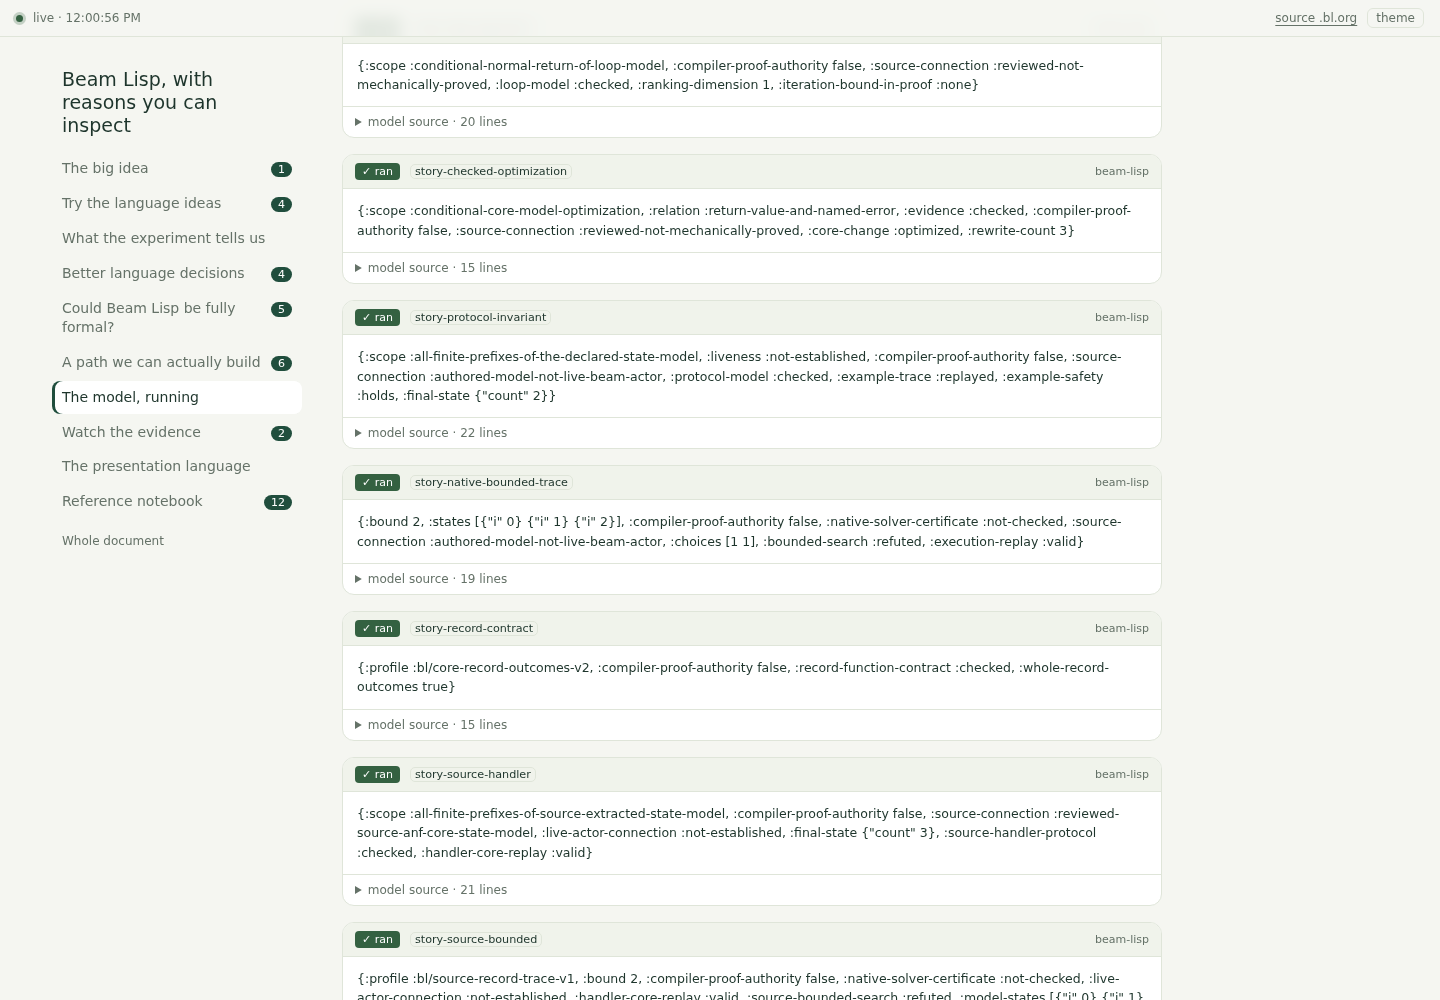 live · 12:00:56 PM
source .bl.org
theme
Beam Lisp, with
reasons you can
inspect
The big idea 1
Try the language ideas 4
What the experiment tells us
Better language decisions 4
Could Beam Lisp be fully 5
formal?
A path we can actually build 6
The model, running
Watch the evidence 2
The presentation language
Reference notebook 12
Whole document
{:scope :conditional-normal-return-of-loop-model, :compiler-proof-authority false, :source-connection :reviewed-not-
mechanically-proved, :loop-model :checked, :ranking-dimension 1, :iteration-bound-in-proof :none}
▶ model source · 20 lines
✓ ran story-checked-optimization beam-lisp
{:scope :conditional-core-model-optimization, :relation :return-value-and-named-error, :evidence :checked, :compiler-proof-
authority false, :source-connection :reviewed-not-mechanically-proved, :core-change :optimized, :rewrite-count 3}
▶ model source · 15 lines
✓ ran story-protocol-invariant beam-lisp
{:scope :all-finite-prefixes-of-the-declared-state-model, :liveness :not-established, :compiler-proof-authority false, :source-
connection :authored-model-not-live-beam-actor, :protocol-model :checked, :example-trace :replayed, :example-safety
:holds, :final-state {"count" 2}}
▶ model source · 22 lines
✓ ran story-native-bounded-trace beam-lisp
{:bound 2, :states [{"i" 0} {"i" 1} {"i" 2}], :compiler-proof-authority false, :native-solver-certificate :not-checked, :source-
connection :authored-model-not-live-beam-actor, :choices [1 1], :bounded-search :refuted, :execution-replay :valid}
▶ model source · 19 lines
✓ ran story-record-contract beam-lisp
{:profile :bl/core-record-outcomes-v2, :compiler-proof-authority false, :record-function-contract :checked, :whole-record-
outcomes true}
▶ model source · 15 lines
✓ ran story-source-handler beam-lisp
{:scope :all-finite-prefixes-of-source-extracted-state-model, :compiler-proof-authority false, :source-connection :reviewed-
source-anf-core-state-model, :live-actor-connection :not-established, :final-state {"count" 3}, :source-handler-protocol
:checked, :handler-core-replay :valid}
▶ model source · 21 lines
✓ ran story-source-bounded beam-lisp
{:profile :bl/source-record-trace-v1, :bound 2, :compiler-proof-authority false, :native-solver-certificate :not-checked, :live-
actor-connection :not-established, :handler-core-replay :valid, :source-bounded-search :refuted, :model-states [{"i" 0} {"i" 1}